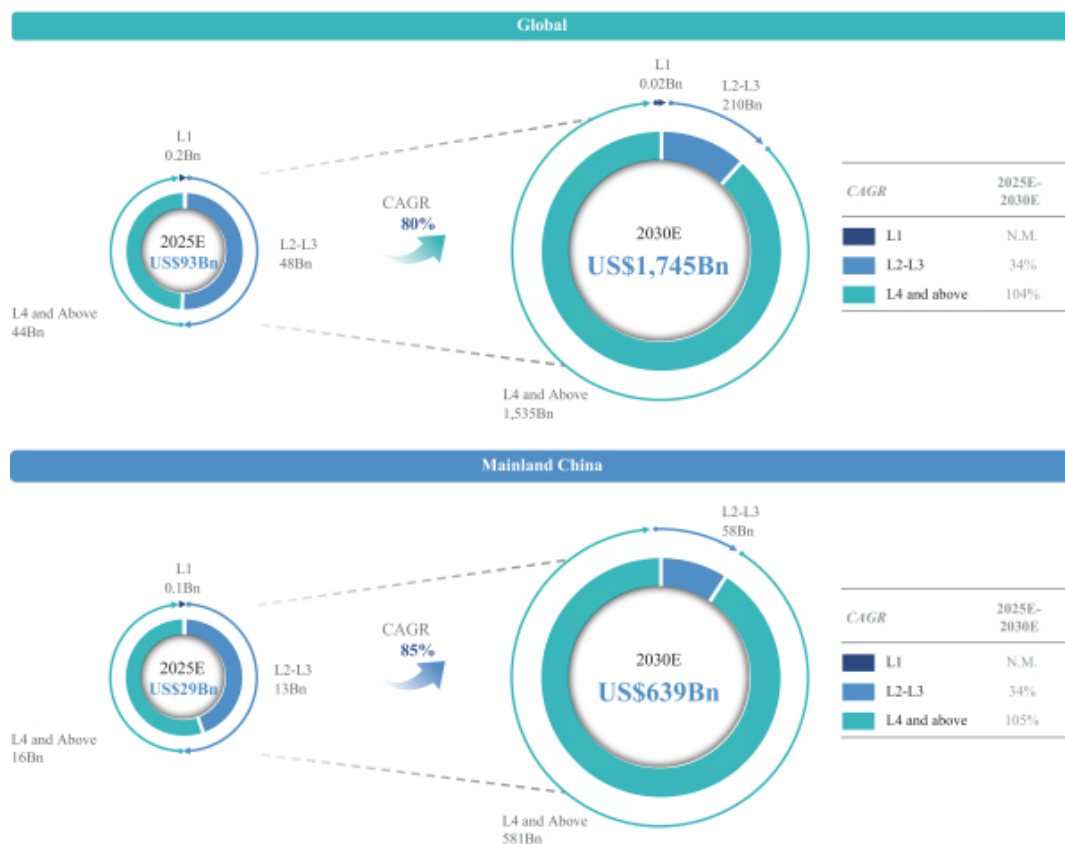 Global
L1
0.2Bn
2025E
US$93Bn
L2-L3
48Bn
L4 and Above
44Bn
CAGR
80%
L1
0.02Bn
L2-L3
210Bn
2030E
US$1,745Bn
L4 and Above
1,535Bn
CAGR 2025E-
2030E
L1 N.M.
L2-L3 34%
L4 and above 104%
Mainland China
L1
0.1Bn
2025E
US$29Bn
L2-L3
13Bn
L4 and Above
16Bn
CAGR
85%
L2-L3
58Bn
2030E
US$639Bn
L4 and Above
581Bn
CAGR 2025E-
2030E
L1 N.M.
L2-L3 34%
L4 and above 105%